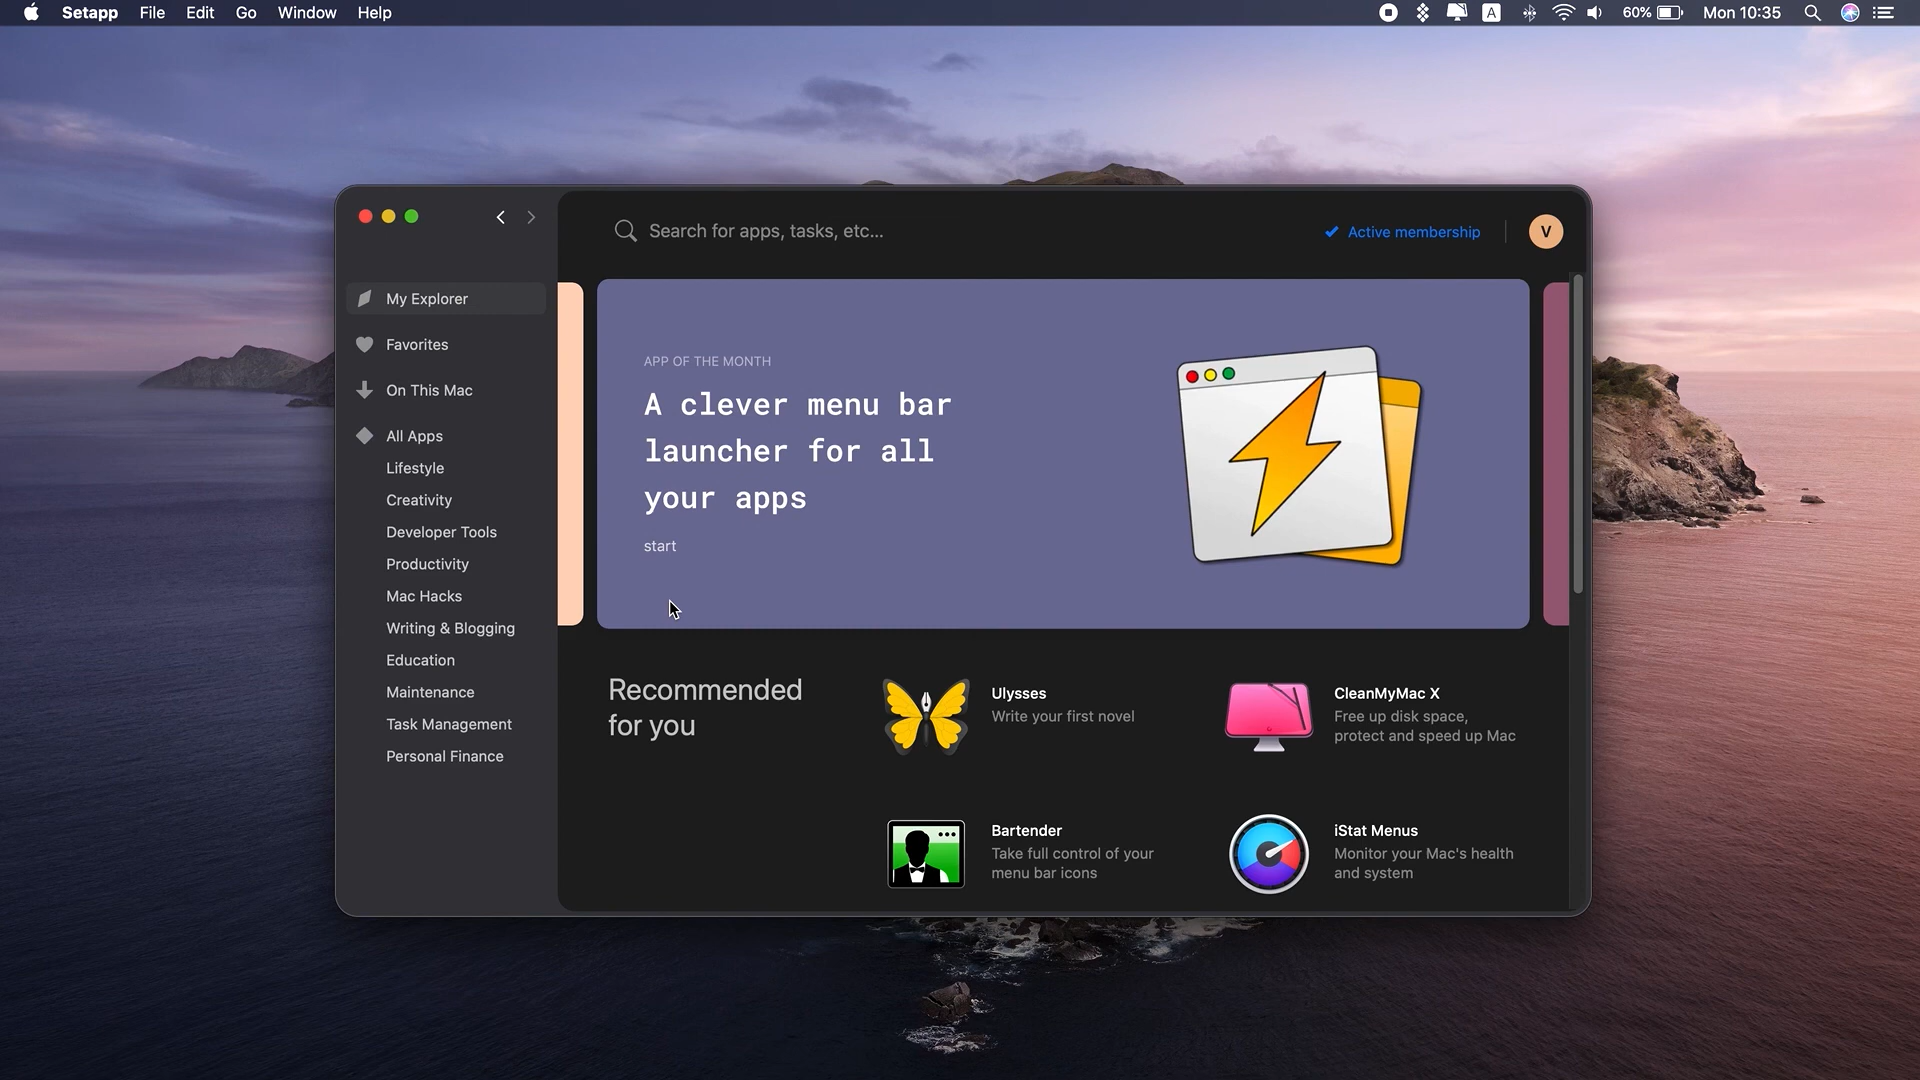 Setapp File Edit Go Window Help
A 60% Mon 10:35
Search for apps, tasks, etc...
Active membership
V
My Explorer
Favorites
On This Mac
All Apps
Lifestyle
Creativity
Developer Tools
Productivity
Mac Hacks
Writing & Blogging
Education
Maintenance
Task Management
Personal Finance
APP OF THE MONTH
A clever menu bar
launcher for all
your apps
start
Recommended
for you
Ulysses
Write your first novel
CleanMyMac X
Free up disk space,
protect and speed up Mac
Bartender
Take full control of your
menu bar icons
iStat Menus
Monitor your Mac's health
and system